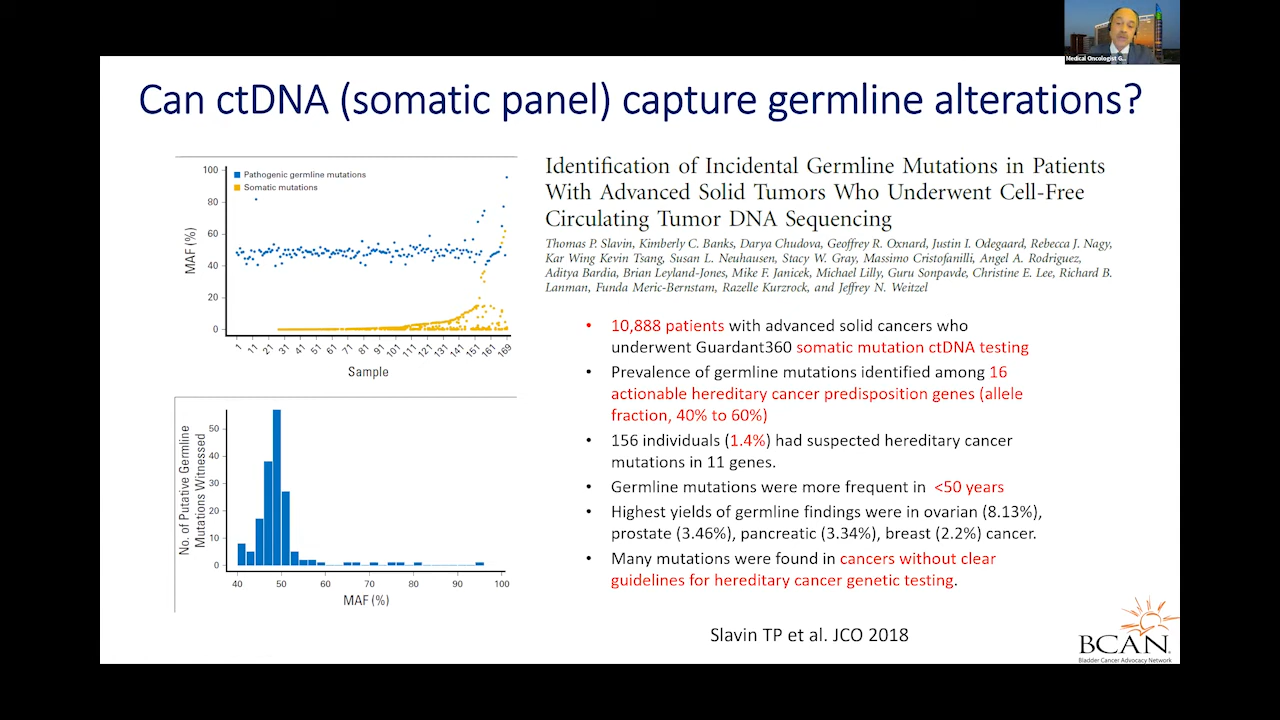 Medical Oncologist G...
Can ctDNA (somatic panel) capture germline alterations?
100
80
60
40
20
0
MAF (%)
Pathogenic germline mutations
Somatic mutations
1 11 21 31 41 51 61 71 81 91 101 111 121 131 141 151 161 169
Sample
50
40
30
20
10
0
No. of Putative Germline
Mutations Witnessed
40 50 60 70 80 90 100
MAF (%)
Identification of Incidental Germline Mutations in Patients
With Advanced Solid Tumors Who Underwent Cell-Free
Circulating Tumor DNA Sequencing
Thomas P. Slavin, Kimberly C. Banks, Darya Chudova, Geoffrey R. Oxnard, Justin I. Odegaard, Rebecca J. Nagy,
Kar Wing Kevin Tsang, Susan L. Neuhausen, Stacy W. Gray, Massimo Cristofanilli, Angel A. Rodriguez,
Aditya Bardia, Brian Leyland-Jones, Mike F. Janicek, Michael Lilly, Guru Sonpavde, Christine E. Lee, Richard B.
Lanman, Funda Meric-Bernstam, Razelle Kurzrock, and Jeffrey N. Weitzel
• 10,888 patients with advanced solid cancers who
underwent Guardant360 somatic mutation ctDNA testing
• Prevalence of germline mutations identified among 16
actionable hereditary cancer predisposition genes (allele
fraction, 40% to 60%)
• 156 individuals (1.4%) had suspected hereditary cancer
mutations in 11 genes.
• Germline mutations were more frequent in <50 years
• Highest yields of germline findings were in ovarian (8.13%),
prostate (3.46%), pancreatic (3.34%), breast (2.2%) cancer.
• Many mutations were found in cancers without clear
guidelines for hereditary cancer genetic testing.
Slavin TP et al. JCO 2018
BCAN
Bladder Cancer Advocacy Network